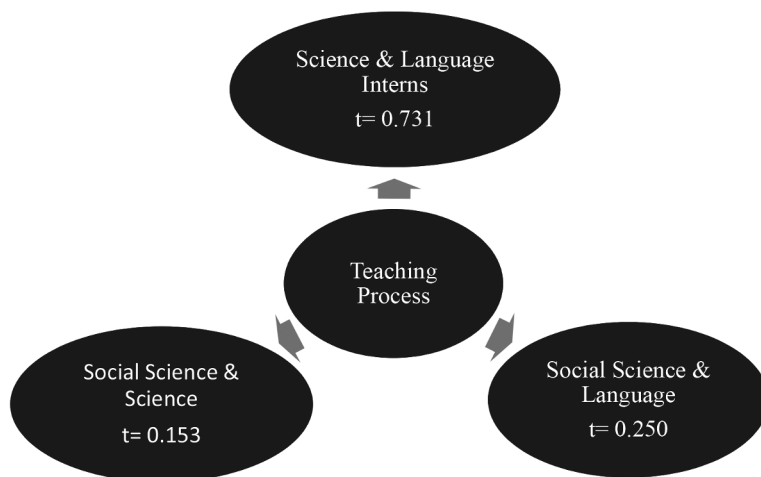 Science & Language
Interns
t= 0.731
Teaching
Process
Social Science &
Science
t= 0.153
Social Science &
Language
t= 0.250